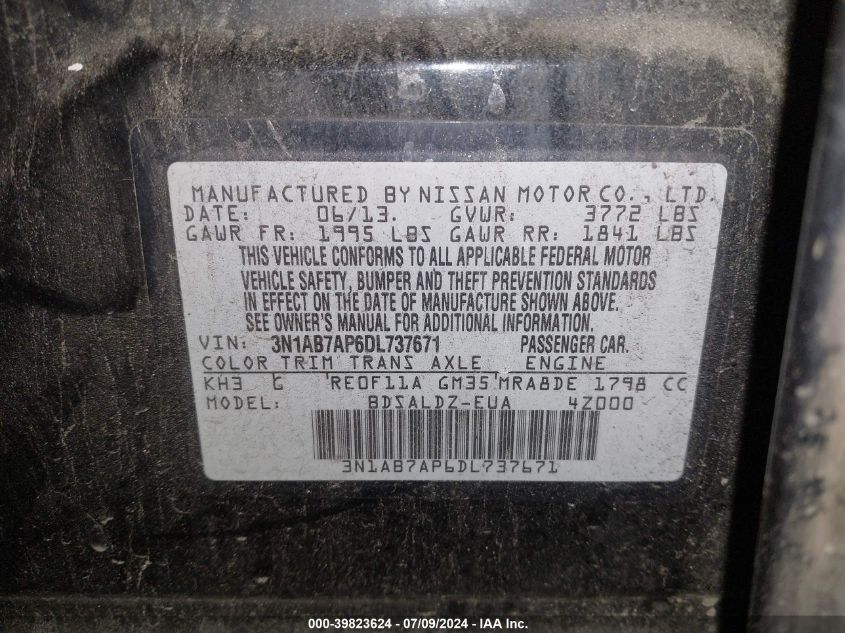 MANUFACTURED BY NISSAN MOTOR CO., LTD.
DATE: 06/13. GVWR: 3772 LBS
GAWR FR: 1995 LBS GAWR RR: 1841 LBS
THIS VEHICLE CONFORMS TO ALL APPLICABLE FEDERAL MOTOR
VEHICLE SAFETY, BUMPER AND THEFT PREVENTION STANDARDS
IN EFFECT ON THE DATE OF MANUFACTURE SHOWN ABOVE.
SEE OWNER'S MANUAL FOR ADDITIONAL INFORMATION.
VIN: 3N1AB7AP6DL737671 PASSENGER CAR.
COLOR TRIM TRANS AXLE ENGINE
KH3 G RE0F11A GM35 MRA8DE 1798 CC
MODEL: BDSALDZ-EUA 4Z000
3N1AB7AP6DL737671
000-39823624 - 07/09/2024 - IAA Inc.